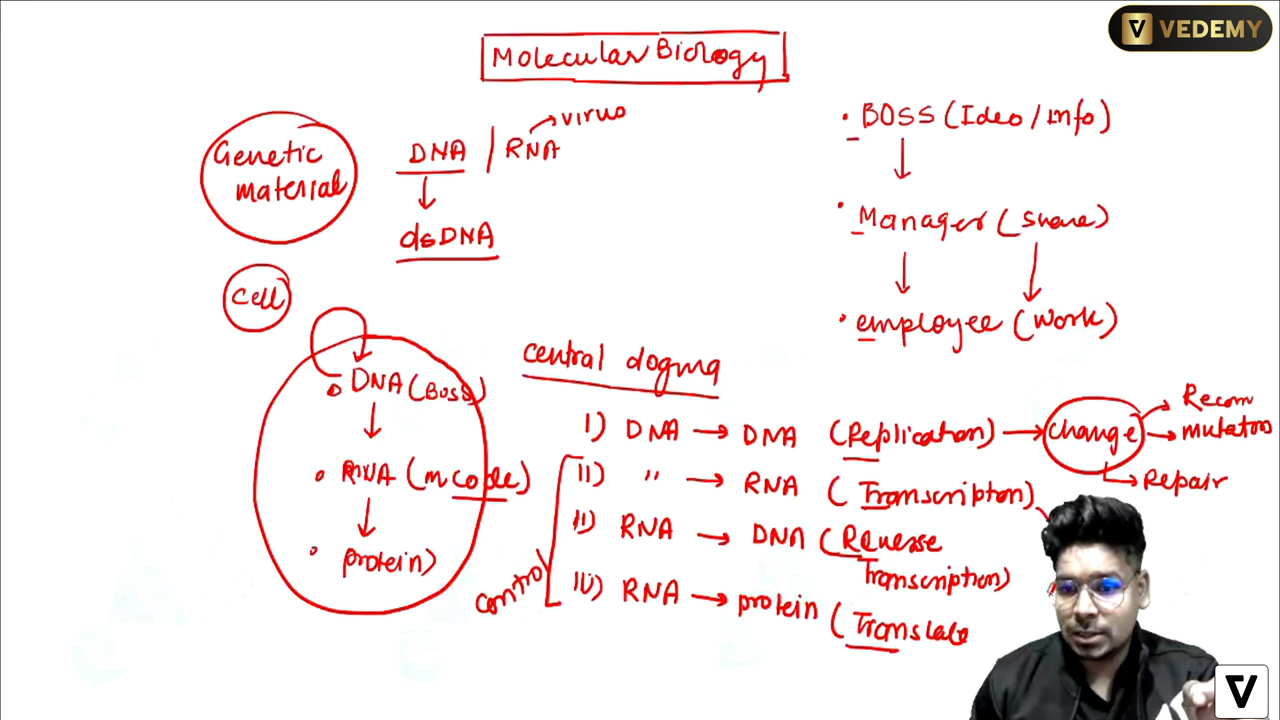 VEDEMY
Molecular Biology
Genetic
material
DNA / RNA → virus
dsDNA
Cell
DNA (BOSS)
RNA (m. code)
protein)
• BOSS (Ideo/info)
• Manager (share)
• employee (work)
central dogma
I) DNA → DNA (Replication) → change
Recom
mutation
Repair
II) " → RNA (Transcription)
II) RNA → DNA (Reverse
Transcription)
III) RNA → protein (Translate
control